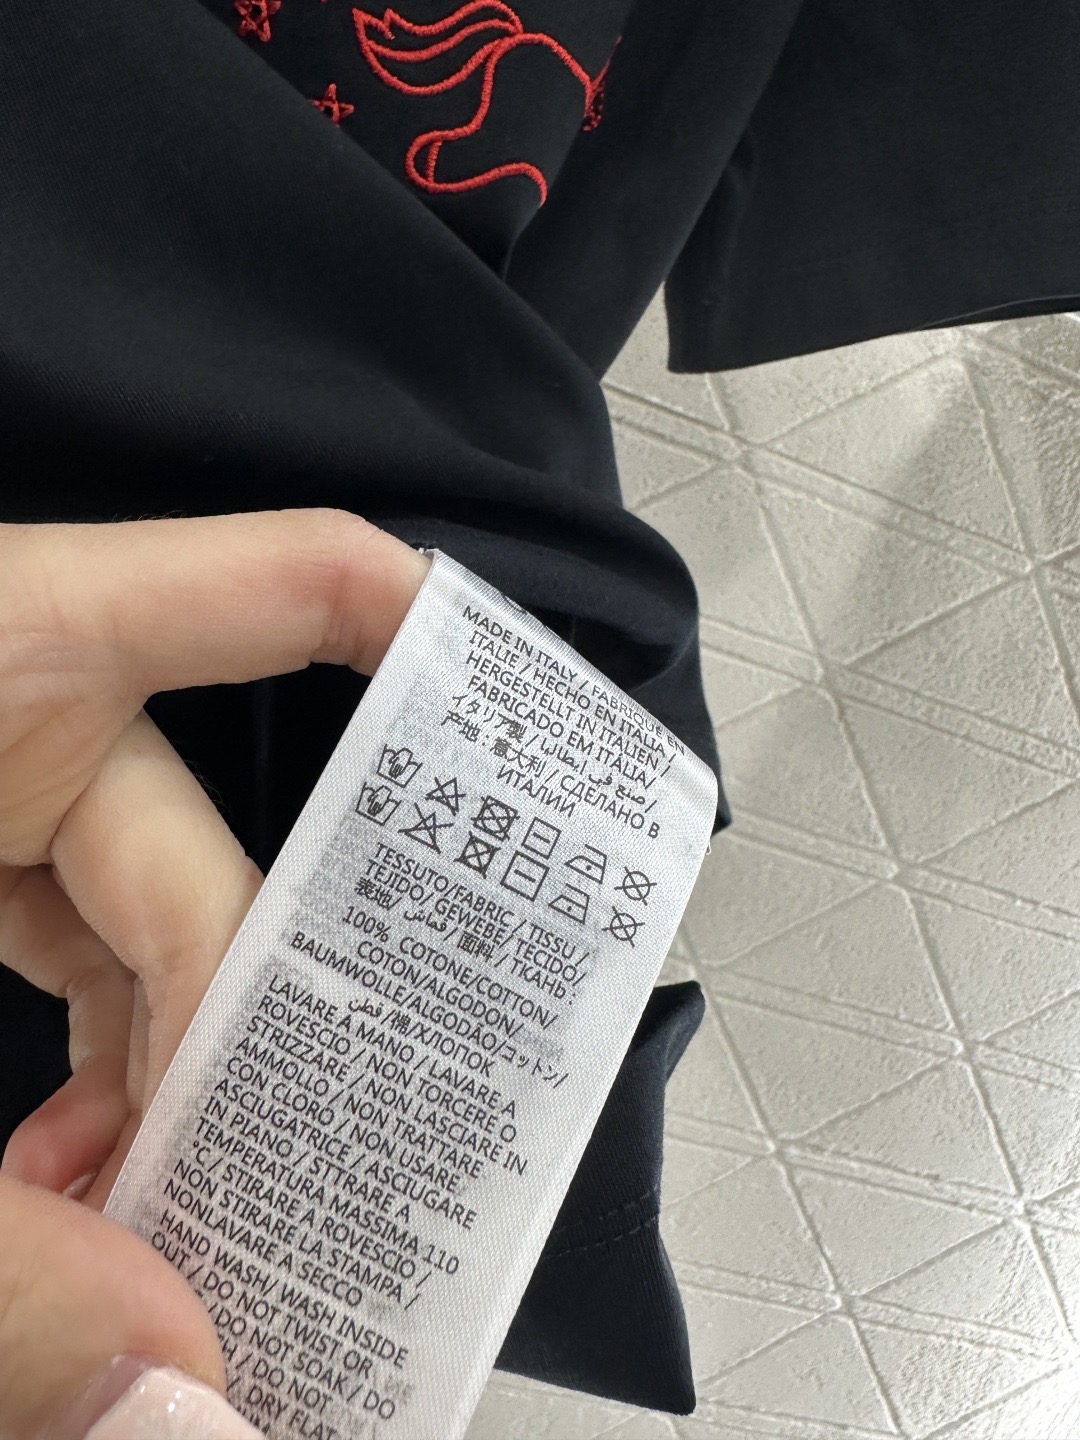 MADE IN ITALY / FABRIQUE EN
ITALIE / HECHO EN ITALIA /
HERGESTELLT IN ITALIEN /
FABRICADO EM ITÀLIA/
イタリア製 / صنع في ايطاليا /
产地 : 意大利 / СДЕЛАНО В
ИТАЛИИ
TESSUTO/FABRIC / TISSU /
TEJIDO/ GEWEBE/ TECIDO/
表地/ قماش / 面料 / ТКАНЬ :
100% COTONE/COTTON/
COTON/ALGODON/
BAUMWOLLE/ALGODÃO/コットン/
قطن /棉/ХЛОПОК
LAVARE A MANO / LAVARE A
ROVESCIO / NON TORCERE O
STRIZZARE / NON LASCIARE IN
AMMOLLO / NON TRATTARE
CON CLORO / NON USARE
ASCIUGATRICE / ASCIUGARE
IN PIANO / STTRARE A
TEMPERATURA MASSIMA 110
°C / STIRARE A ROVESCIO /
NON STIRARE LA STAMPA /
NONLAVARE A SECCO
HAND WASH/ WASH INSIDE
OUT / DO NOT TWIST OR
/DO NOT SOAK / DO
/ DO NOT
DRY FLAT